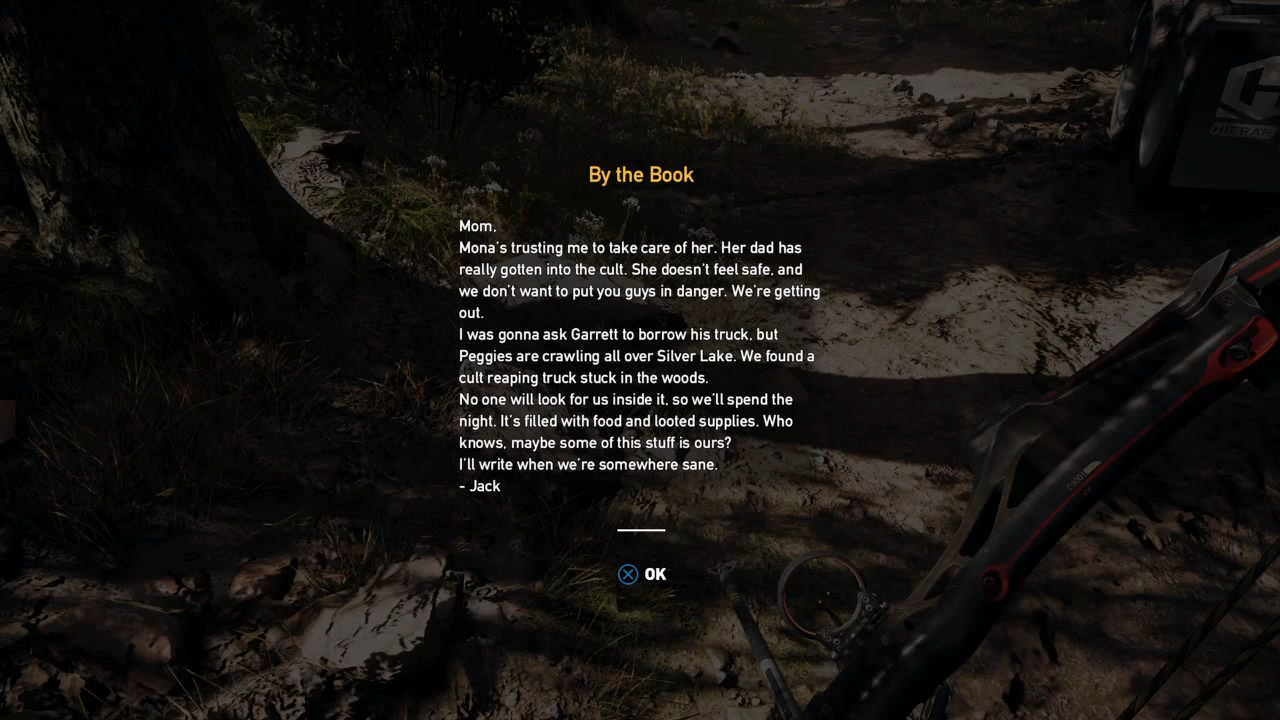 By the Book
Mom,
Mona's trusting me to take care of her. Her dad has
really gotten into the cult. She doesn't feel safe, and
we don't want to put you guys in danger. We're getting
out.
I was gonna ask Garrett to borrow his truck, but
Peggies are crawling all over Silver Lake. We found a
cult reaping truck stuck in the woods.
No one will look for us inside it, so we'll spend the
night. It's filled with food and looted supplies. Who
knows, maybe some of this stuff is ours?
I'll write when we're somewhere sane.
- Jack
OK